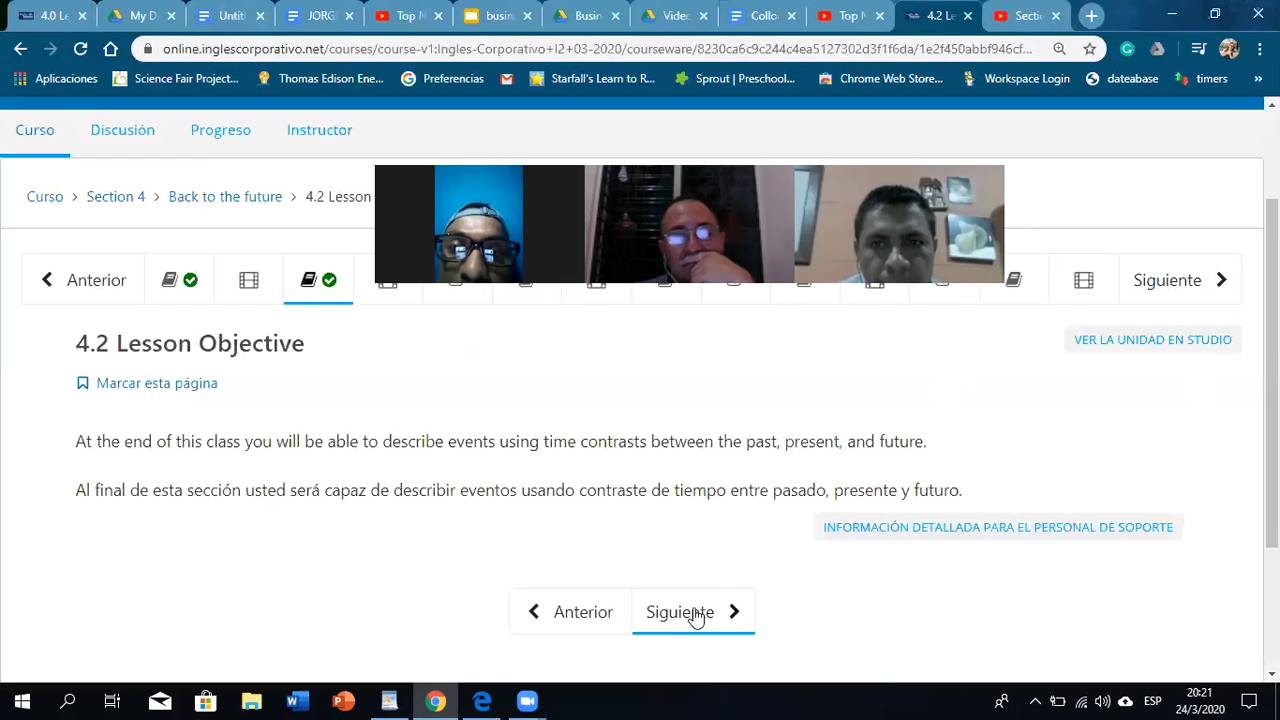 4.0 L
My D
Untit
JORG
Top N
busin
Busin
Video
Collo
Top N
4.2 Le
Secti
online.inglescorporativo.net/courses/course-v1:Ingles-Corporativo+I2+03-2020/courseware/8230ca6c9c244c4ea5127302d3f1f6da/1e2f450abbf946cf...
Aplicaciones
Science Fair Project...
Thomas Edison Ene...
Preferencias
Starfall's Learn to R...
Sprout | Preschool...
Chrome Web Store...
Workspace Login
dateabase
timers
Curso
Discusión
Progreso
Instructor
Curso > Section 4 > Back to the future > 4.2 Lesson
Anterior
Siguiente
4.2 Lesson Objective
VER LA UNIDAD EN STUDIO
Marcar esta página
At the end of this class you will be able to describe events using time contrasts between the past, present, and future.
Al final de esta sección usted será capaz de describir eventos usando contraste de tiempo entre pasado, presente y futuro.
INFORMACIÓN DETALLADA PARA EL PERSONAL DE SOPORTE
Anterior
Siguiente
ESP
20:21
24/3/2020